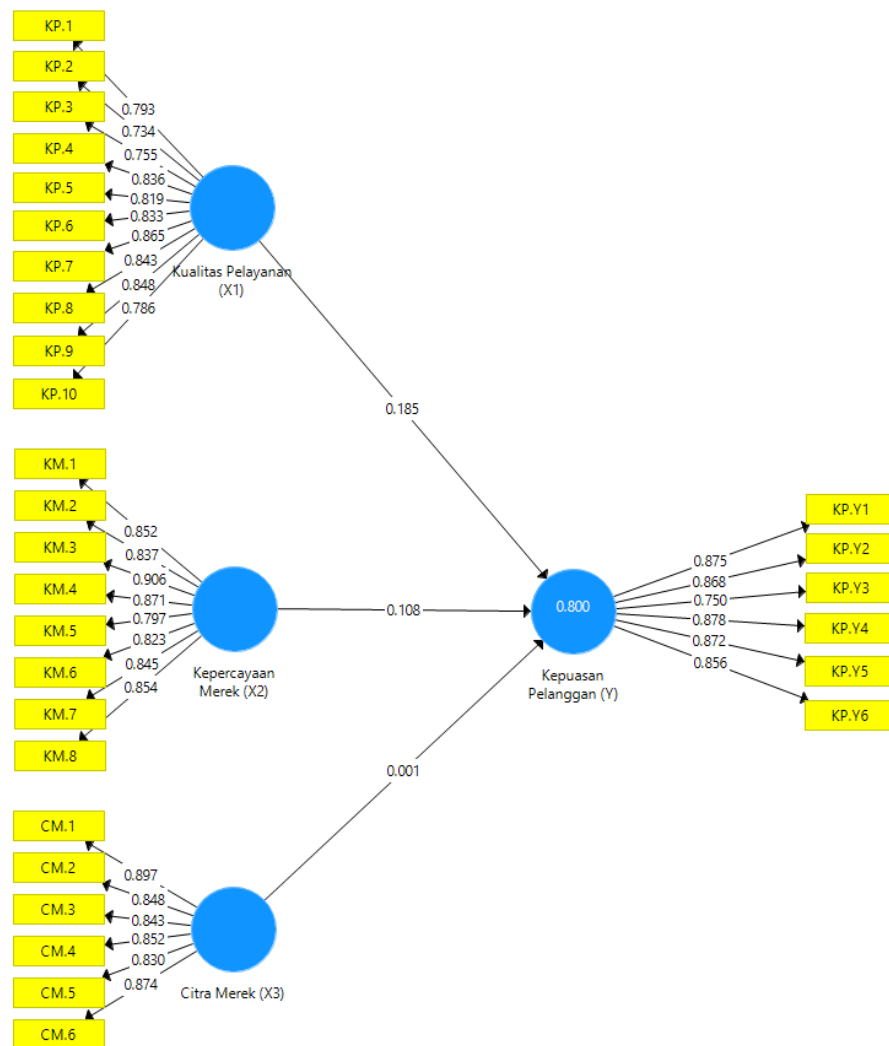 KP.1
KP.2
KP.3
KP.4
KP.5
KP.6
KP.7
KP.8
KP.9
KP.10
0.793
0.734
0.755
0.836
0.819
0.833
0.865
0.843
0.848
0.786
Kualitas Pelayanan
(X1)
0.185
KM.1
KM.2
KM.3
KM.4
KM.5
KM.6
KM.7
KM.8
0.852
0.837
0.906
0.871
0.797
0.823
0.845
0.854
Kepercayaan
Merek (X2)
0.108
CM.1
CM.2
CM.3
CM.4
CM.5
CM.6
0.897
0.848
0.843
0.852
0.830
0.874
Citra Merek (X3)
0.001
0.800
Kepuasan
Pelanggan (Y)
0.875
0.868
0.750
0.878
0.872
0.856
KP.Y1
KP.Y2
KP.Y3
KP.Y4
KP.Y5
KP.Y6